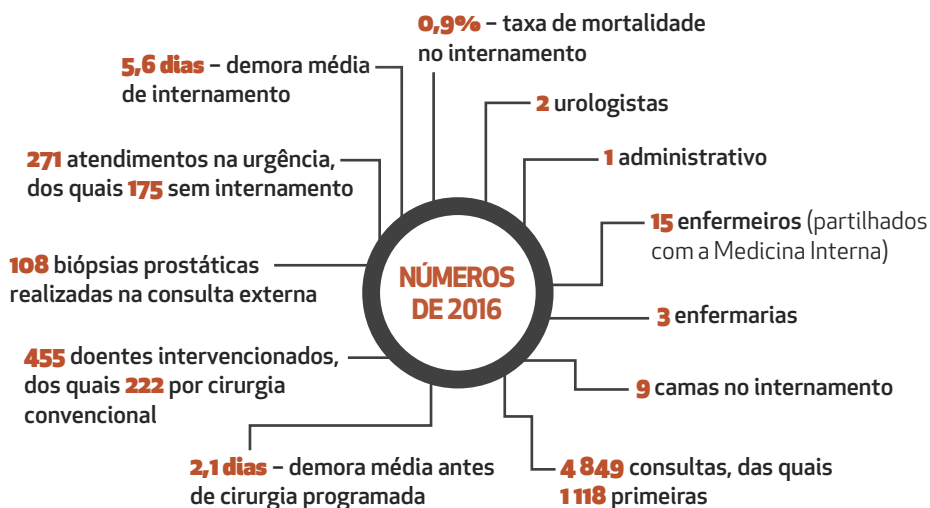 0,9% – taxa de mortalidade
no internamento
5,6 dias – demora média
de internamento
2 urologistas
271 atendimentos na urgência,
dos quais 175 sem internamento
1 administrativo
15 enfermeiros (partilhados
com a Medicina Interna)
108 biópsias prostáticas
realizadas na consulta externa
NÚMEROS
DE 2016
3 enfermarias
455 doentes intervencionados,
dos quais 222 por cirurgia
convencional
9 camas no internamento
2,1 dias – demora média antes
de cirurgia programada
4 849 consultas, das quais
1 118 primeiras